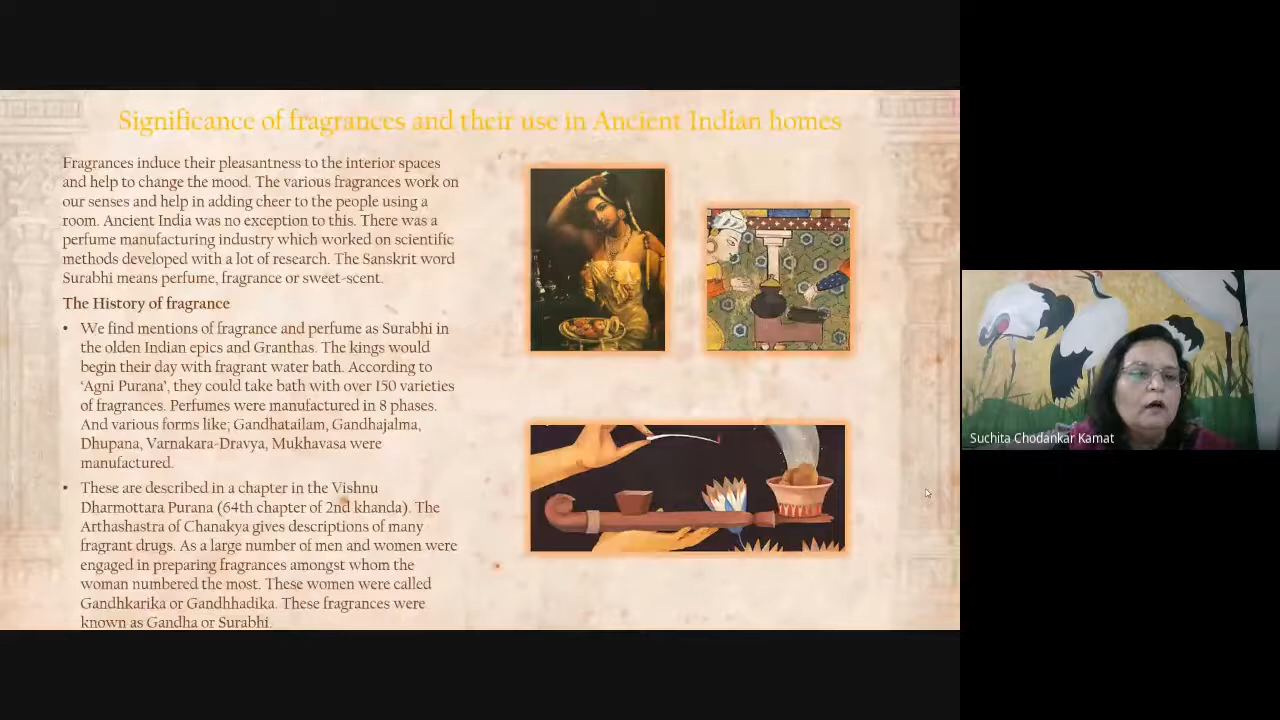 Significance of fragrances and their use in Ancient Indian homes
Fragrances induce their pleasantness to the interior spaces
and help to change the mood. The various fragrances work on
our senses and help in adding cheer to the people using a
room. Ancient India was no exception to this. There was a
perfume manufacturing industry which worked on scientific
methods developed with a lot of research. The Sanskrit word
Surabhi means perfume, fragrance or sweet-scent.
The History of fragrance
• We find mentions of fragrance and perfume as Surabhi in
the olden Indian epics and Granthas. The kings would
begin their day with fragrant water bath. According to
‘Agni Purana’, they could take bath with over 150 varieties
of fragrances. Perfumes were manufactured in 8 phases.
And various forms like; Gandhatailam, Gandhajalma,
Dhupana, Varnakara-Dravya, Mukhavasa were
manufactured.
• These are described in a chapter in the Vishnu
Dharmottara Purana (64th chapter of 2nd khanda). The
Arthashastra of Chanakya gives descriptions of many
fragrant drugs. As a large number of men and women were
engaged in preparing fragrances amongst whom the
woman numbered the most. These women were called
Gandhkarika or Gandhhadika. These fragrances were
known as Gandha or Surabhi.
Suchita Chodankar Kamat